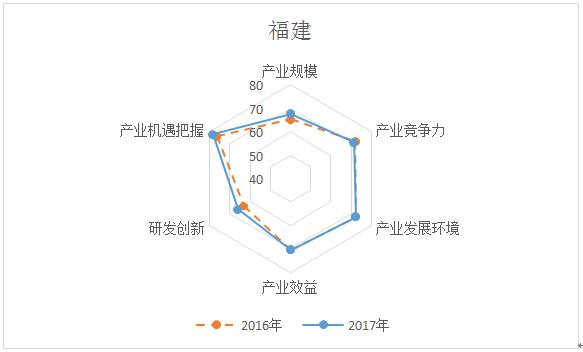 福建
产业规模
80
70
60
50
40
产业机遇把握
产业竞争力
研发创新
产业发展环境
产业效益
2016年
2017年